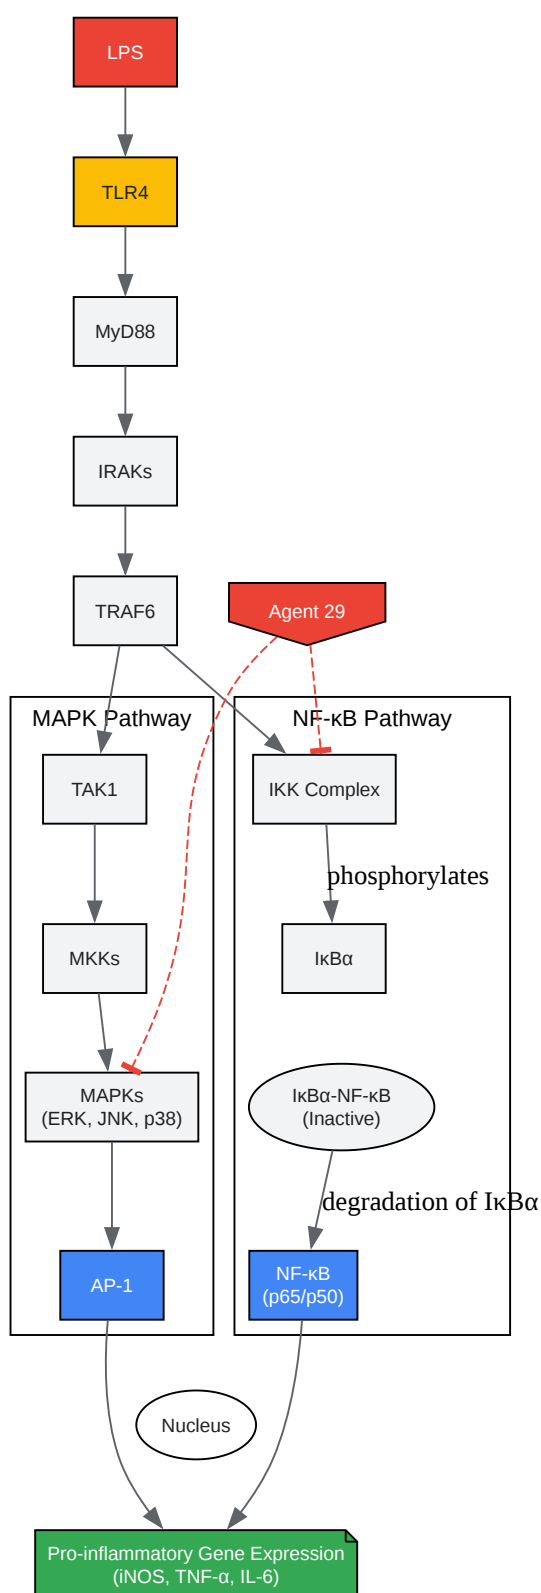 LPS
TLR4
MyD88
IRAKs
TRAF6
Agent 29
MAPK Pathway
NF-κB Pathway
TAK1
IKK Complex
phosphorylates
MKKs
IκBα
MAPKs
(ERK, JNK, p38)
IκBα-NF-κB
(Inactive)
degradation of IκBα
AP-1
NF-κB
(p65/p50)
Nucleus
Pro-inflammatory Gene Expression
(iNOS, TNF-α, IL-6)